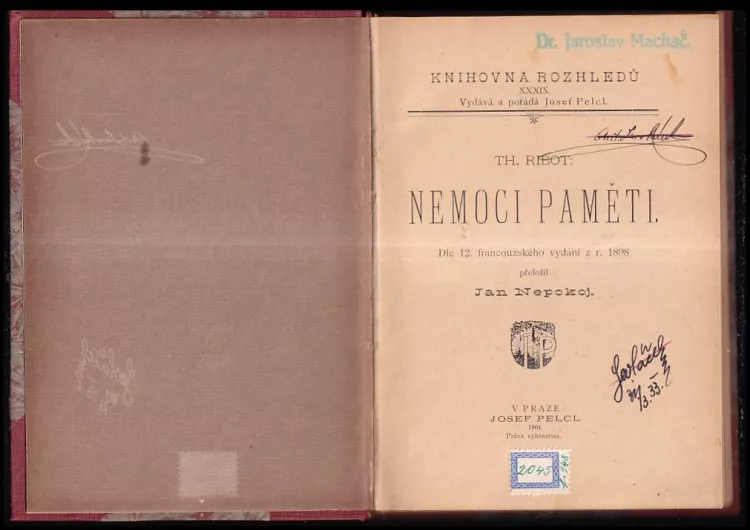 Dr. Jaroslav Machač
KNIHOVNA ROZHLEDŮ
XXXIX.
Vydává a pořádá Josef Pelcl.
TH. RIBOT:
NEMOCI PAMĚTI.
Dle 12. francouzského vydání z r. 1898
přeložil
Jan Nepokoj.
V PRAZE
JOSEF PELCL
1901
Práva vyhrazena.
2045